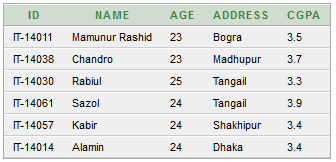 ID NAME AGE ADDRESS CGPA
IT-14011 Mamunur Rashid 23 Bogra 3.5
IT-14038 Chandro 23 Madhupur 3.7
IT-14030 Rabiul 25 Tangail 3.3
IT-14061 Sazol 24 Tangail 3.9
IT-14057 Kabir 24 Shakhipur 3.4
IT-14014 Alamin 24 Dhaka 3.4